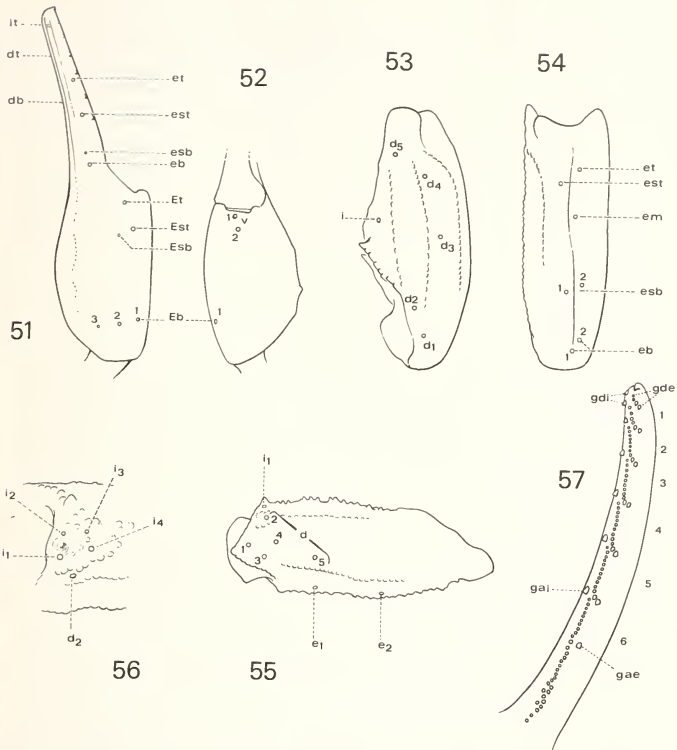 51
it
dt
db
et
est
esb
eb
Et
Est
Esb
Eb
3 2 1
52
1 v
2
1
53
d5
d4
i
d3
d2
d1
54
et
est
em
2
1
esb
2
eb
1
56
i2
i3
i1
i4
d2
55
i1
2
d
4
1
3
5
e1
e2
57
gdi
gde
1
2
3
4
5
6
gai
gae